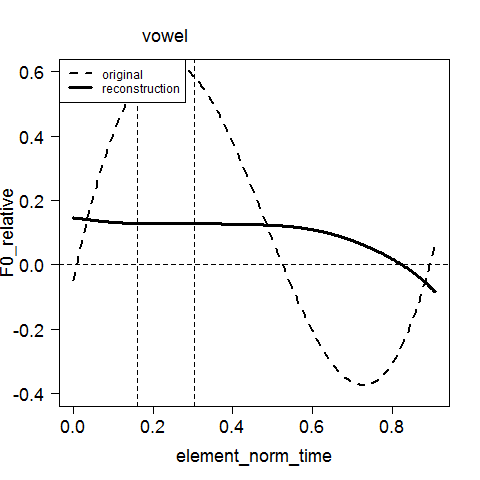 vowel
original
reconstruction
0.6
0.4
0.2
0.0
-0.2
-0.4
F0_relative
0.0 0.2 0.4 0.6 0.8
element_norm_time